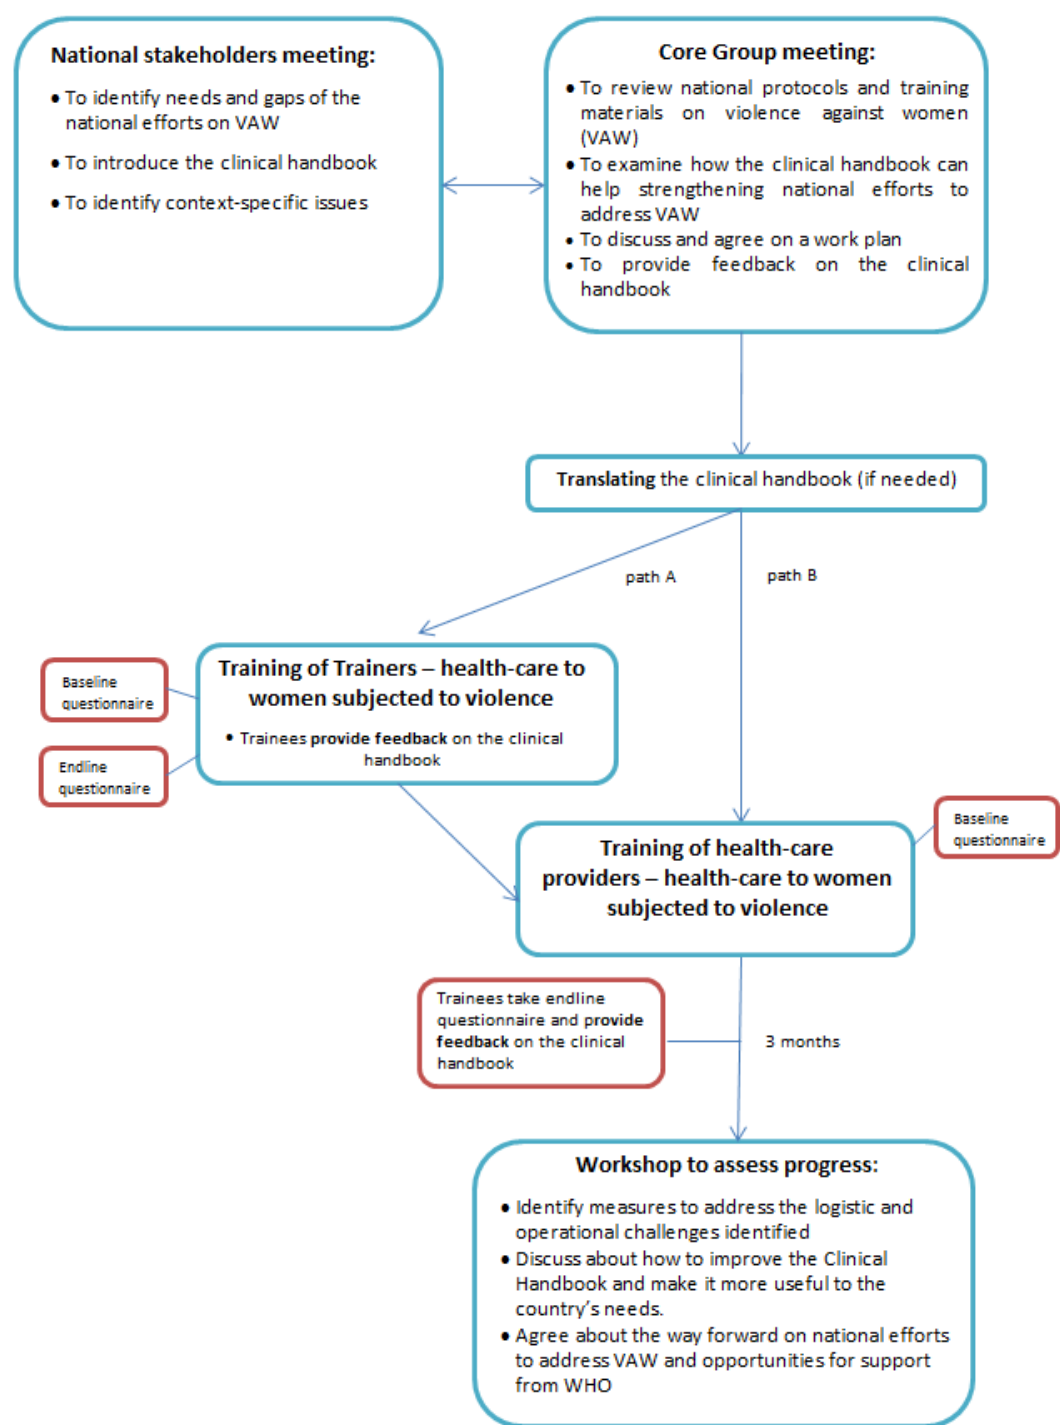 National stakeholders meeting:
• To identify needs and gaps of the
national efforts on VAW
• To introduce the clinical handbook
• To identify context-specific issues
Core Group meeting:
• To review national protocols and training
materials on violence against women
(VAW)
• To examine how the clinical handbook can
help strengthening national efforts to
address VAW
• To discuss and agree on a work plan
• To provide feedback on the clinical
handbook
Translating the clinical handbook (if needed)
path A
path B
Baseline
questionnaire
Endline
questionnaire
Training of Trainers – health-care to
women subjected to violence
• Trainees provide feedback on the clinical
handbook
Baseline
questionnaire
Training of health-care
providers – health-care to women
subjected to violence
Trainees take endline
questionnaire and provide
feedback on the clinical
handbook
3 months
Workshop to assess progress:
• Identify measures to address the logistic and
operational challenges identified
• Discuss about how to improve the Clinical
Handbook and make it more useful to the
country's needs.
• Agree about the way forward on national efforts
to address VAW and opportunities for support
from WHO